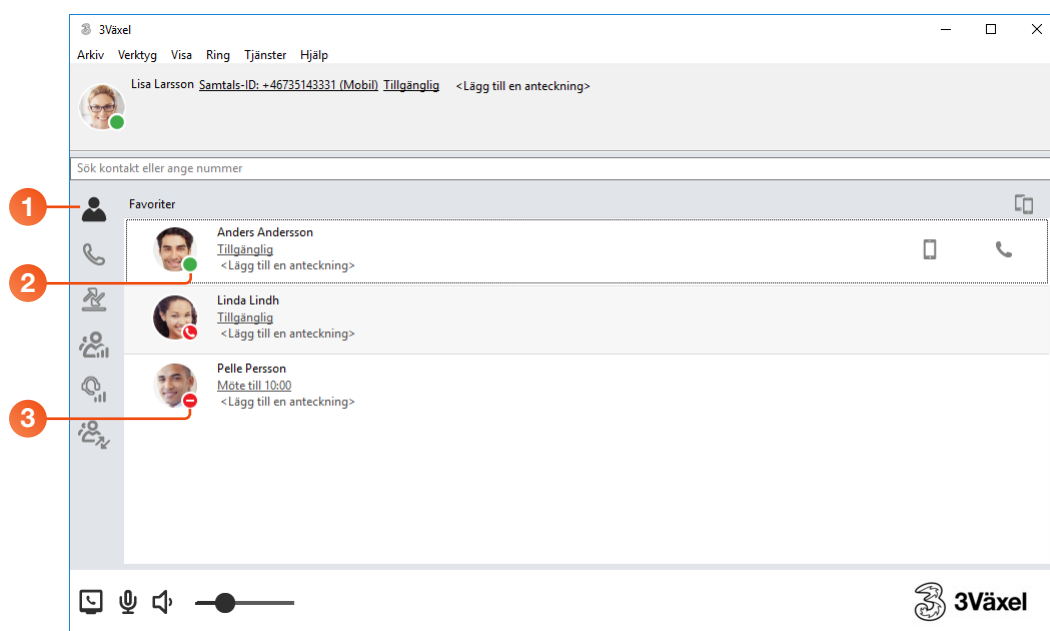 3Växel
Arkiv Verktyg Visa Ring Tjänster Hjälp
Lisa Larsson Samtals-ID: +46735143331 (Mobil) Tillgänglig <Lägg till en anteckning>
Sök kontakt eller ange nummer
1
Favoriter
Anders Andersson
Tillgänglig
<Lägg till en anteckning>
2
Linda Lindh
Tillgänglig
<Lägg till en anteckning>
Pelle Persson
Möte till 10:00
<Lägg till en anteckning>
3
3Växel